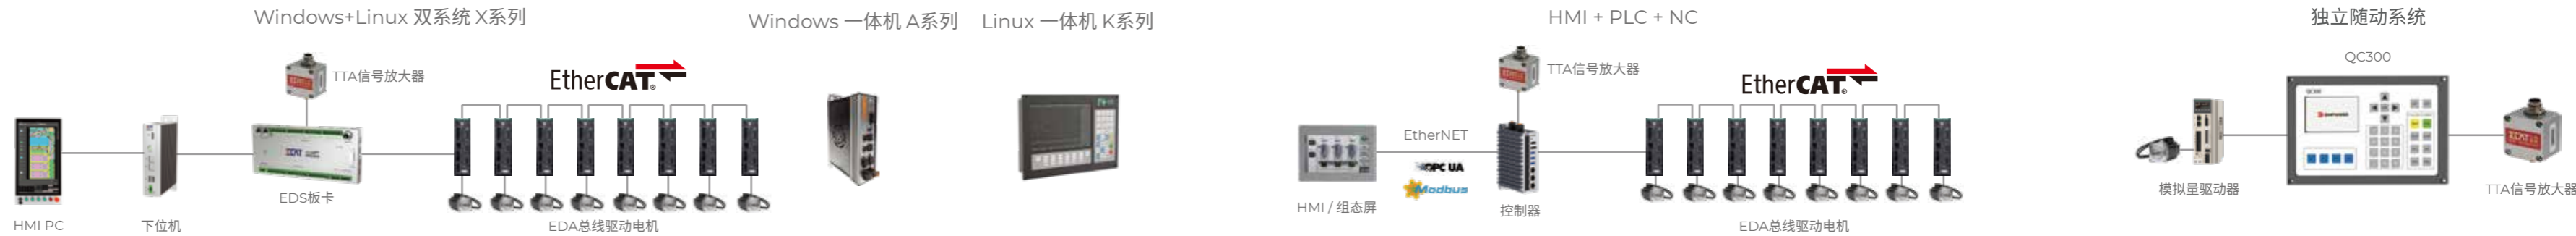 Windows+Linux 双系统 X系列
TTA信号放大器
EtherCAT
EDS板卡
HMI PC
下位机
EDA总线驱动电机
Windows 一体机 A系列
Linux 一体机 K系列
HMI + PLC + NC
TTA信号放大器
EtherCAT
EtherNET
OPC UA
Modbus
HMI / 组态屏
控制器
EDA总线驱动电机
独立随动系统
QC300
模拟量驱动器
TTA信号放大器